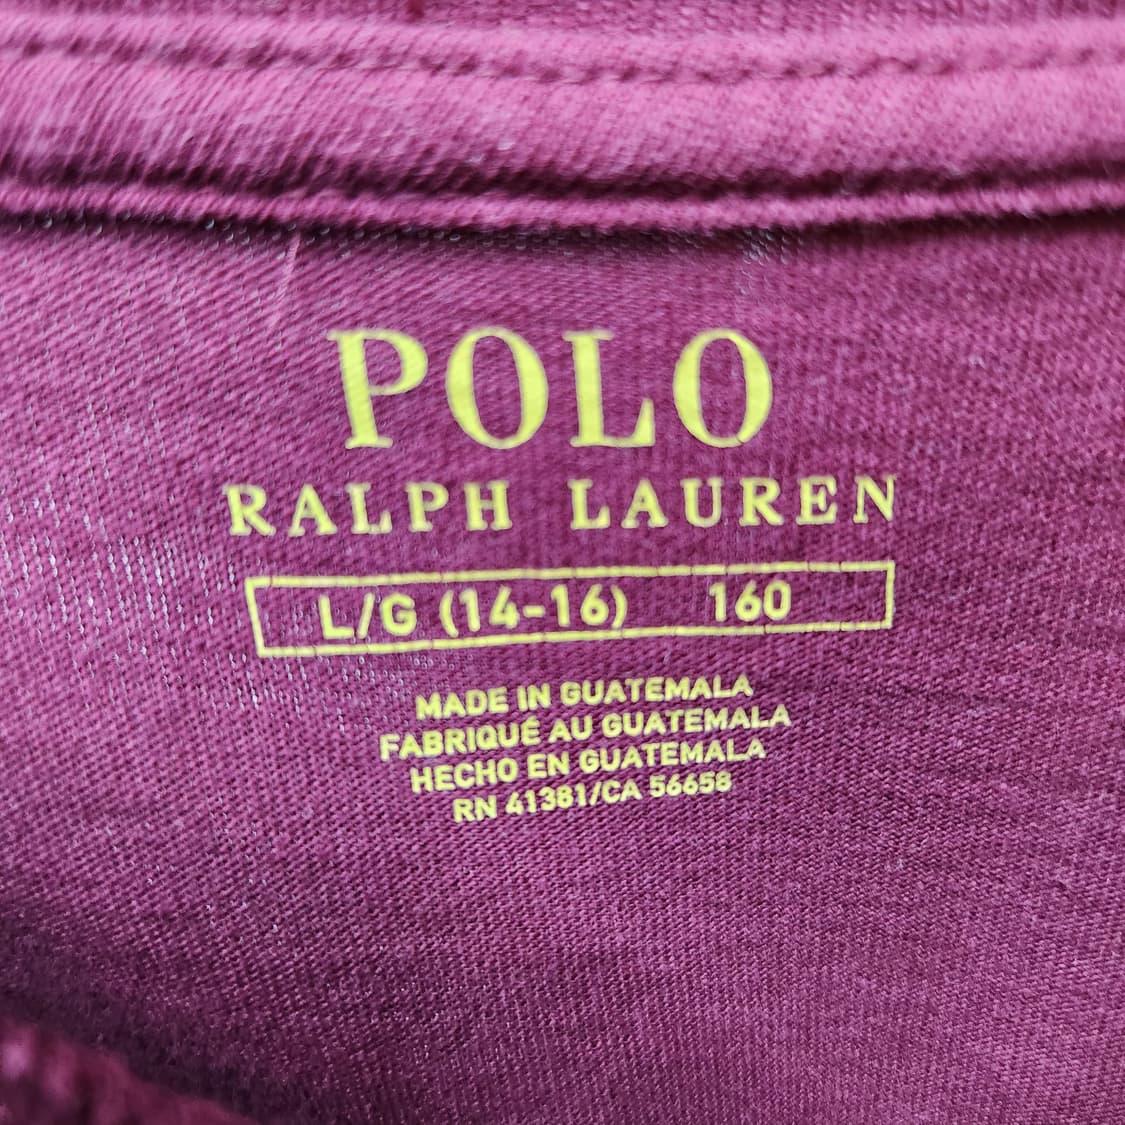 POLO
RALPH LAUREN
L/G (14-16) 160
MADE IN GUATEMALA
FABRIQUÉ AU GUATEMALA
HECHO EN GUATEMALA
RN 41381/CA 56658